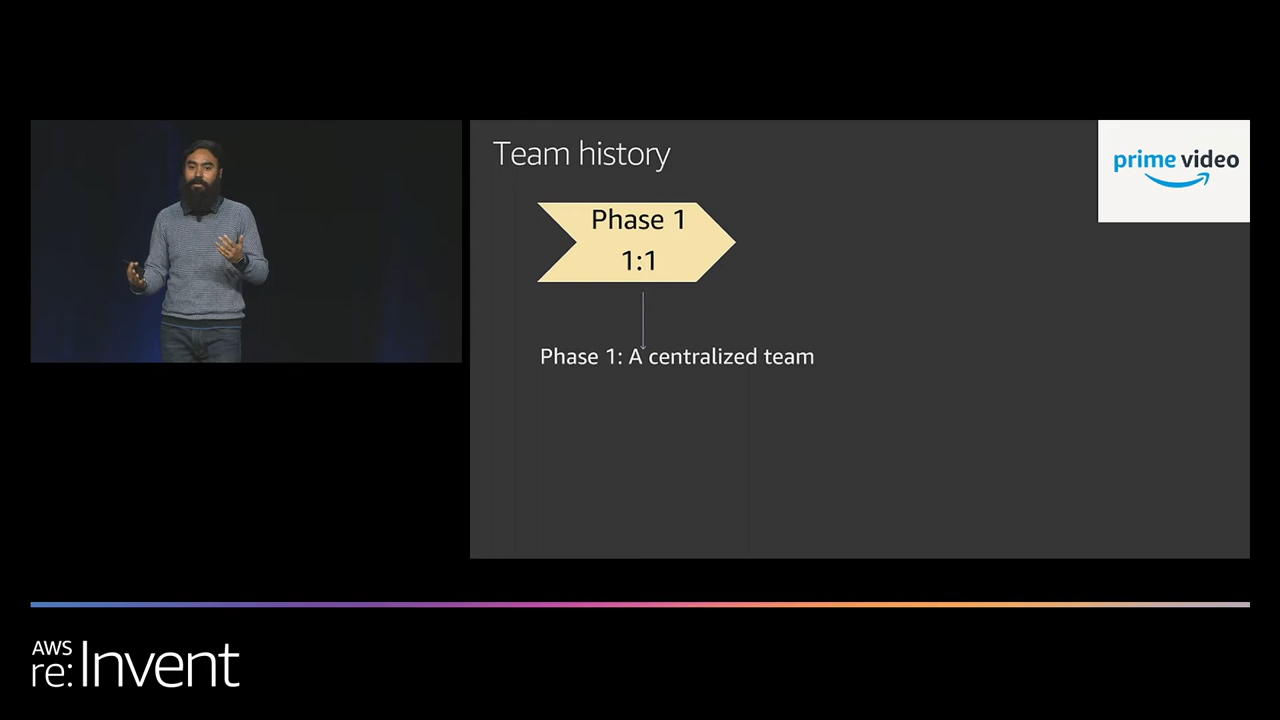 Team history
prime video
Phase 1
1:1
Phase 1: A centralized team
AWS
re:Invent